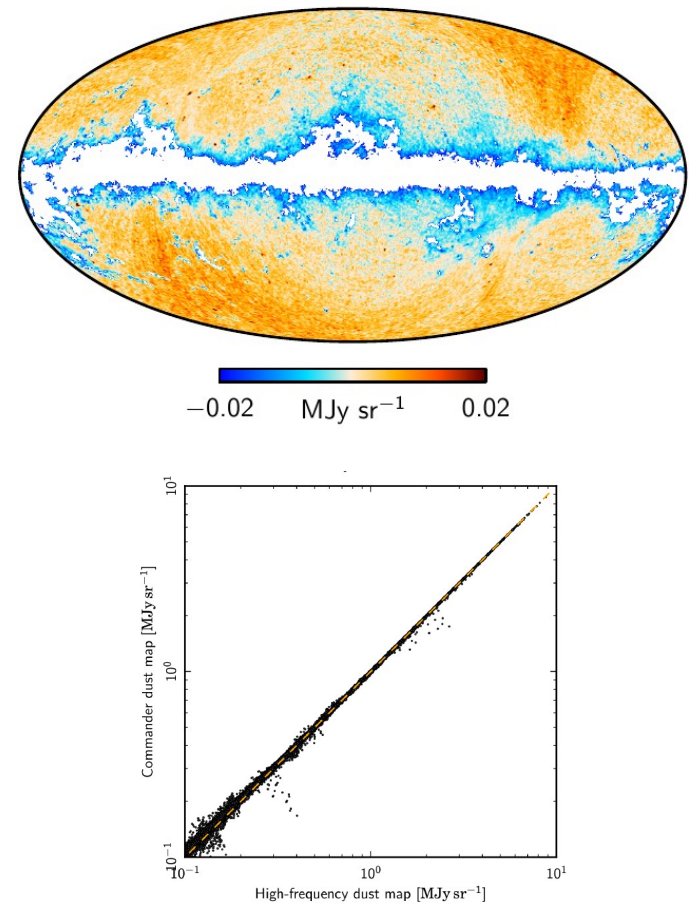 −0.02 MJy sr⁻¹ 0.02
10¹
Commander dust map [MJy sr⁻¹]
10⁰
10⁻¹
10⁻¹ 10⁰ 10¹
High-frequency dust map [MJy sr⁻¹]